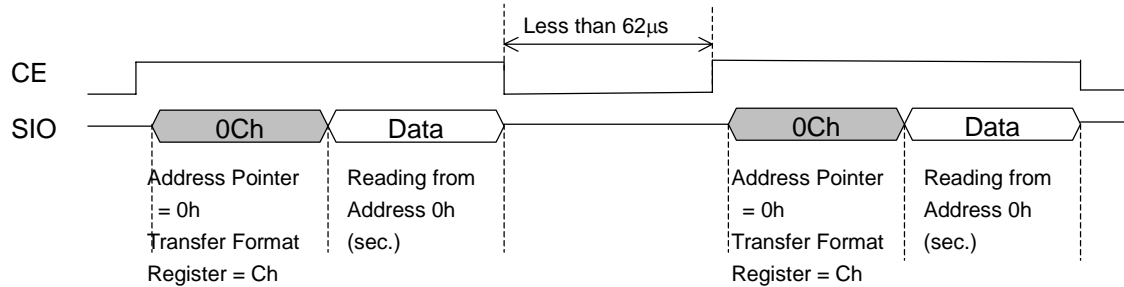 Less than 62µs
CE
SIO
0Ch
Data
0Ch
Data
Address Pointer
= 0h
Transfer Format
Register = Ch
Reading from
Address 0h
(sec.)
Address Pointer
= 0h
Transfer Format
Register = Ch
Reading from
Address 0h
(sec.)